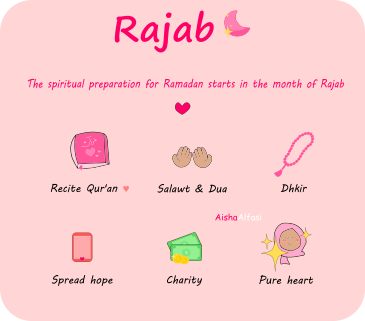 Rajab
The spiritual preparation for Ramadan starts in the month of Rajab
Recite Qur'an
Salawt & Dua
Dhkir
AishaAlfasi
Spread hope
Charity
Pure heart